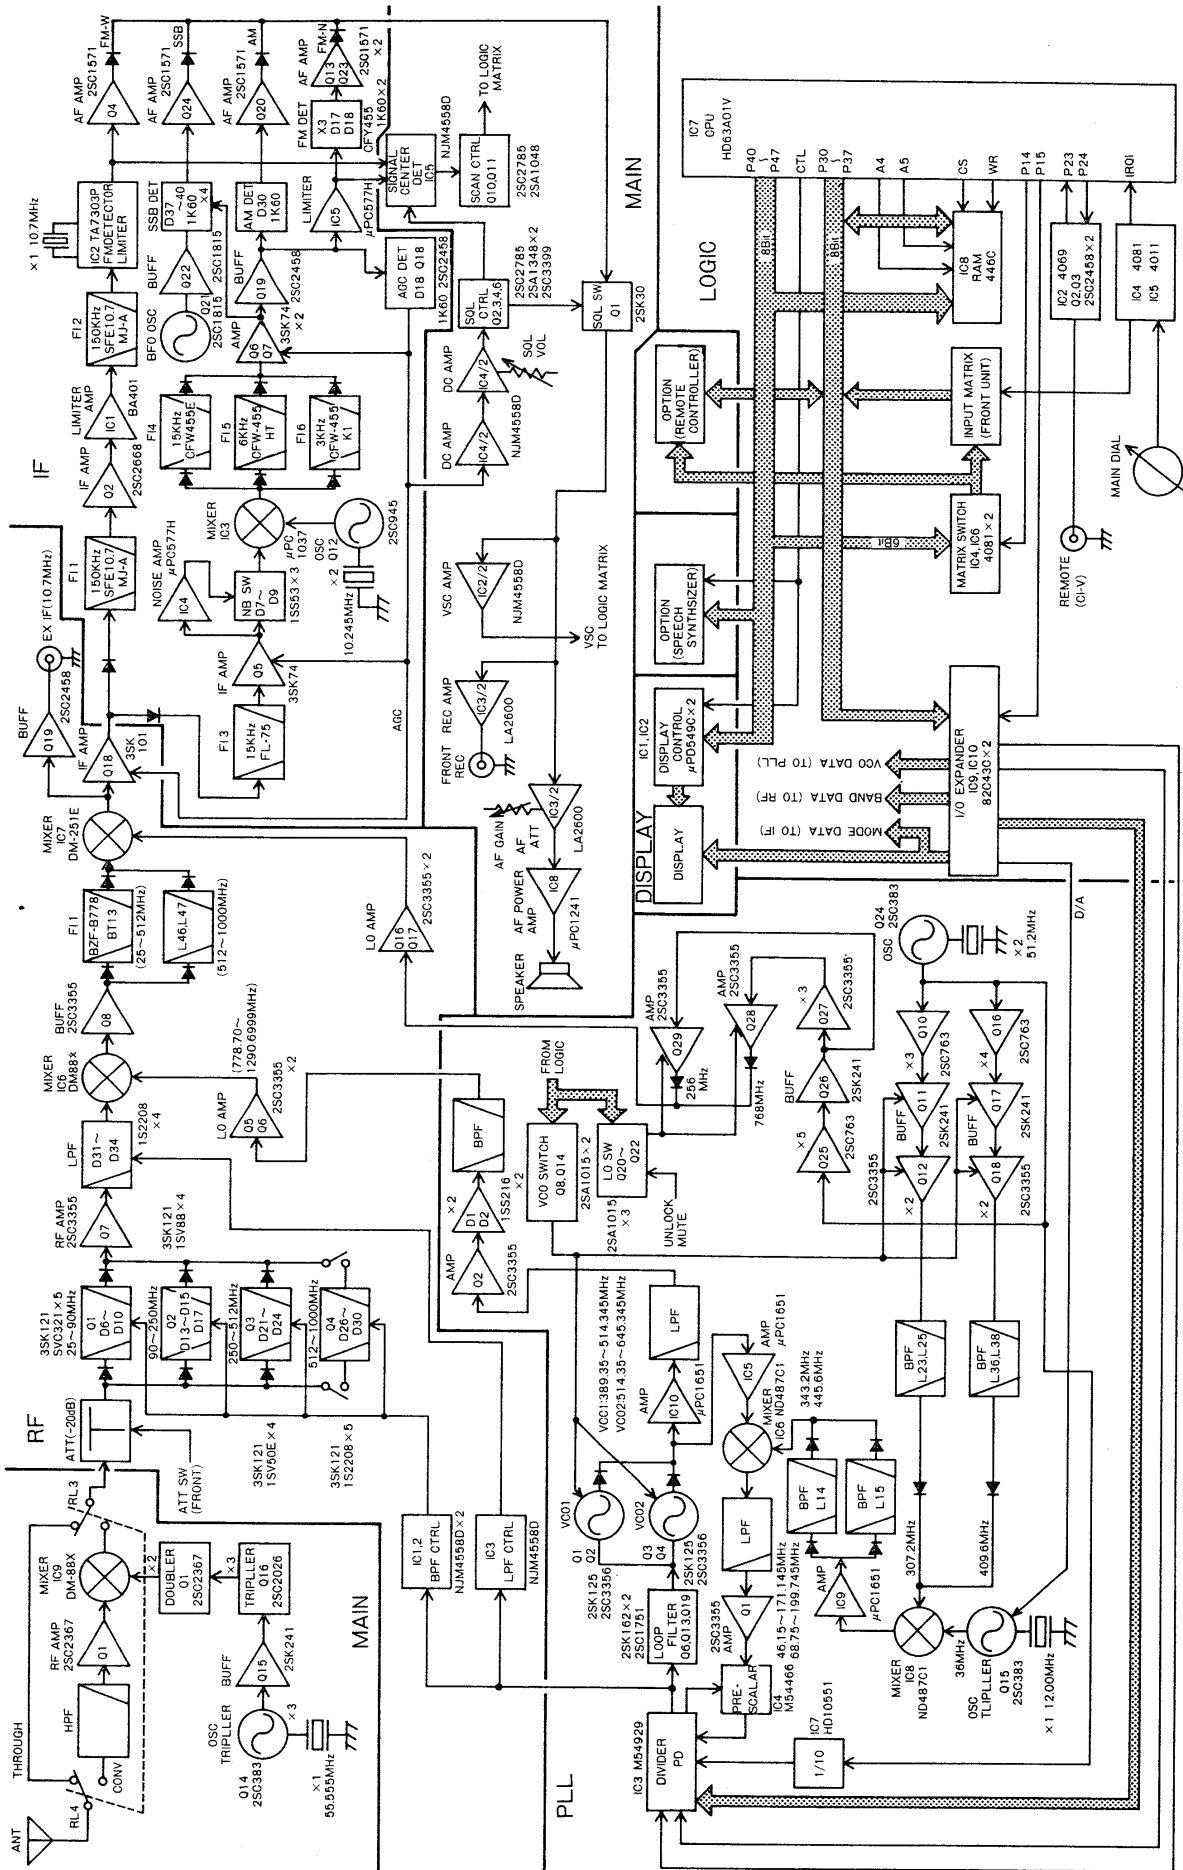 ANT
RL4
THROUGH
CONV
HPF
RF AMP
2SC2367
Q1
MIXER
IC9
DM-88X
RL3
×2
DOUBLER
Q1
2SC2367
×3
TRIPLLER
Q16
2SC2026
BUFF
Q15
2SK241
OSC
TRIPLLER
×3
Q14
2SC383
×1
55.555MHz
MAIN
RF
ATT(-20dB)
ATT SW
(FRONT)
3SK121
SVC321×5
25~90MHz
Q1
D6~
D10
90~250MHz
Q2
D13~D15
D17
3SK121
1SV88×4
250~512MHz
Q3
D21~
D24
512~1000MHz
Q4
D26~
D30
3SK121
1SV50E×4
3SK121
1S2208×5
RF AMP
2SC3355
Q7
LPF
D31~
D34
1S2208
×4
MIXER
IC6
DM88X
BUFF
2SC3355
Q8
LO AMP
Q5
Q6
2SC3355
×2
(778.70~
1290.6999MHz)
FI1
BZF-B778
BT13
(25~512MHz)
L46,L47
(512~1000MHz)
MIXER
IC7
DM-251E
LO AMP
Q16
Q17
2SC3355×2
BUFF
Q19
2SC2458
EX IF(10.7MHz)
IF AMP
Q18
3SK
101
IC1,2
BPF CTRL
NJM4558D×2
IC3
LPF CTRL
NJM4558D
IF
FI1
150KHz
SFE10.7
MJ-A
IF AMP
Q2
2SC2668
LIMITER
AMP
IC1
BA401
FI2
150KHz
SFE10.7
MJ-A
×1 10.7MHz
IC2 TA7303P
FMDETECTOR
LIMITER
AF AMP
2SC1571
Q4
FM-W
AF AMP
2SC1571
Q24
SSB
AF AMP
2SC1571
Q20
AM
AF AMP
Q13
Q23
FM-N
2SC1571
×2
SSB DET
D37
~40
1K60
×4
BUFF
Q22
2SC1815
BFO OSC
Q21
2SC1815
AM DET
D30
1K60
BUFF
Q19
2SC2458
AMP
Q6
Q7
3SK74
×2
FM DET
X3
D17
D18
CFY455
1K60×2
LIMITER
IC5
μPC577H
AGC DET
D18 Q18
1K60 2SC2458
FI4
15KHz
CFW455E
FI5
6KHz
CFW-455
HT
FI6
3KHz
CFW-455
K1
MIXER
IC3
μPC
1037
OSC
Q12
2SC945
×2
10.245MHz
NOISE AMP
μPC577H
IC4
NB SW
D7~
D9
1SS53×3
IF AMP
Q5
3SK74
FI3
15KHz
FL-75
AGC
SIGNAL
CENTER
DET
IC5
NJM4558D
SCAN CTRL
Q10,Q11
2SC2785
2SA1048
TO LOGIC
MATRIX
MAIN
SQL
CTRL
Q2,3,4,6
2SC2785
2SA1348×2
2SC3399
DC AMP
IC4/2
DC AMP
IC4/2
NJM4558D
SQL
VOL
SQL SW
Q1
2SK30
VSC AMP
IC2/2
NJM4558D
VSC
TO LOGIC MATRIX
REC AMP
IC3/2
LA2600
FRONT
REC
AF GAIN
AF
ATT
IC3/2
LA2600
AF POWER
AMP
IC8
μPC1241
SPEAKER
LOGIC
IC7
CPU
HD63A01V
P40
~
P47
CTL
P30
~
P37
A4
A5
CS
WR
P14
P15
P23
P24
IRQI
8Bit
8Bit
IC8
RAM
446C
IC2 4069
Q2,Q3
2SC2458×2
IC4 4081
IC5 4011
OPTION
(REMOTE
CONTROLLER)
OPTION
(SPEECH
SYNTHSIZER)
INPUT MATRIX
(FRONT UNIT)
MATRIX SWITCH
IC4,IC6
4081×2
6Bit
MAIN DIAL
REMOTE
(CI-V)
IC1,IC2
DISPLAY
CONTROL
μPD549C×2
DISPLAY
DISPLAY
VCO DATA (TO PLL)
BAND DATA (TO RF)
MODE DATA (TO IF)
I/O EXPANDER
IC9,IC10
82C43C×2
D/A
PLL
BPF
×2
D1
D2
1SS216
×2
AMP
Q2
2SC3355
FROM
LOGIC
VCO SWITCH
Q8,Q14
2SA1015×2
LO SW
Q20~
Q22
2SA1015
×3
UNLOCK
MUTE
AMP
2SC3355
Q29
256
MHz
AMP
2SC3355
Q28
768MHz
×3
Q27
2SC3355
BUFF
Q26
2SK241
×5
Q25
2SC763
OSC
Q24
2SC383
×2
51.2MHz
Q10
×3
2SC763
Q16
×4
2SC763
BUFF
Q11
2SK241
BUFF
Q17
2SK241
2SC3355
Q12
×2
Q18
×2
2SC3355
BPF
L23,L25
BPF
L36,L38
307.2MHz
409.6MHz
VCC1:389.35~514.345MHz
VCO2:514.35~645.345MHz
LPF
AMP
IC10
μPC1651
VCO1
Q1
Q2
2SK125
2SC3356
VCO2
Q3
Q4
2SK125
2SC3356
2SK162×2
2SC1751
LOOP
FILTER
Q6,Q13,Q19
AMP
μPC1651
IC5
MIXER
IC6 ND487C1
343.2MHz
445.6MHz
LPF
46.15~171.145MHz
68.75~199.745MHz
2SC3355
AMP
Q1
PRE-
SCALAR
IC4
M54466
BPF
L14
BPF
L15
AMP
IC9
μPC1651
MIXER
IC8
ND487C1
36MHz
OSC
TLIPLLER
Q15
2SC383
×1 12.00MHz
IC3 M54929
DIVIDER
PD
IC7
HD10551
1/10